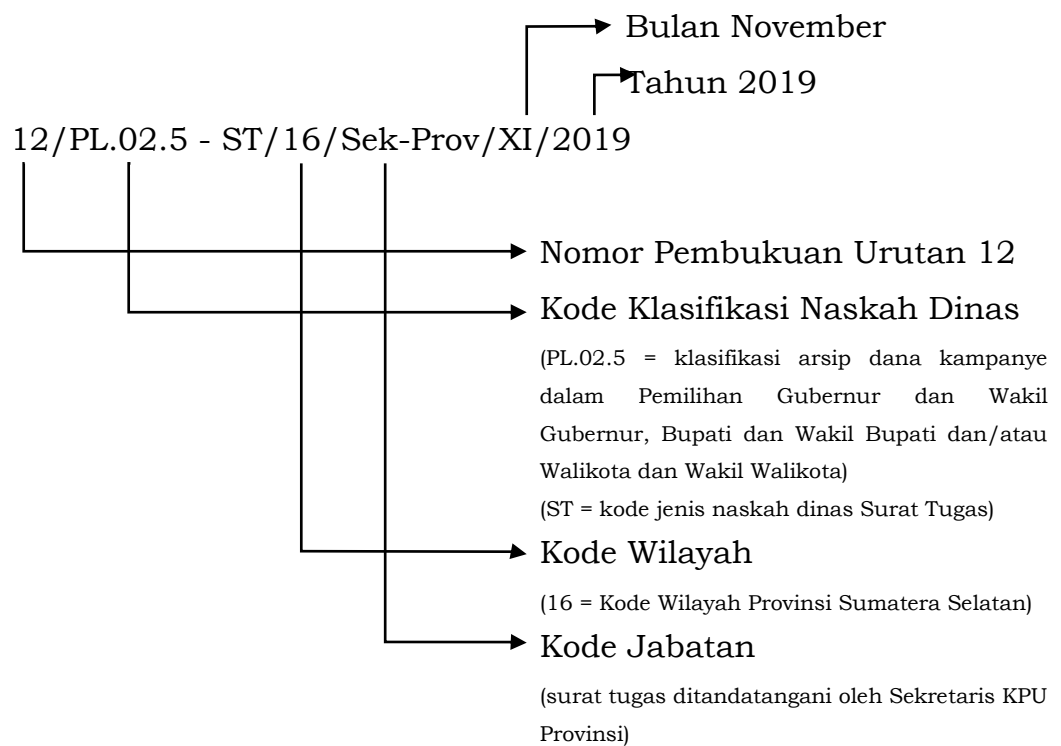 Bulan November
Tahun 2019
12/PL.02.5 - ST/16/Sek-Prov/XI/2019
Nomor Pembukuan Urutan 12
Kode Klasifikasi Naskah Dinas
(PL.02.5 = klasifikasi arsip dana kampanye
dalam Pemilihan Gubernur dan Wakil
Gubernur, Bupati dan Wakil Bupati dan/atau
Walikota dan Wakil Walikota)
(ST = kode jenis naskah dinas Surat Tugas)
Kode Wilayah
(16 = Kode Wilayah Provinsi Sumatera Selatan)
Kode Jabatan
(surat tugas ditandatangani oleh Sekretaris KPU
Provinsi)